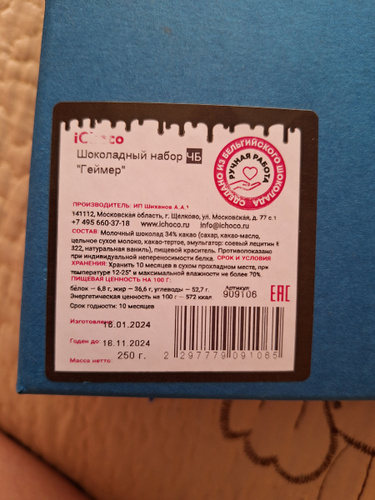 iChoco
Шоколадный набор ЧБ
"Геймер"
СДЕЛАНО ИЗ БЕЛЬГИЙСКОГО ШОКОЛАДА
РУЧНАЯ РАБОТА
ПРОИЗВОДИТЕЛЬ: ИП Шиханов А.А.
141112, Московская область, г. Щелково, ул. Московская, д. 77 с.1
+7 495 660-37-18 www.ichoco.ru info@ichoco.ru
СОСТАВ: Молочный шоколад 34% какао (сахар, какао-масло,
цельное сухое молоко, какао-тертое, эмульгатор: соевый лецитин E
322, натуральный ваниль), пищевой краситель. Противопоказано
при индивидуальной непереносимости белка. СРОК И УСЛОВИЯ
ХРАНЕНИЯ: Хранить 10 месяцев в сухом прохладном месте, при
температуре 12-25° и максимальной влажности не более 70%
ПИЩЕВАЯ ЦЕННОСТЬ НА 100 Г.:
белок – 6,8 г, жир – 36,6 г, углеводы – 52,7 г.
Энергетическая ценность на 100 г – 572 ккал
Срок годности: 10 месяцев
Артикул:
909106
EAC
Изготовлено: 16.01.2024
Годен до: 16.11.2024
Масса нетто: 250 г.
2 297779 091065